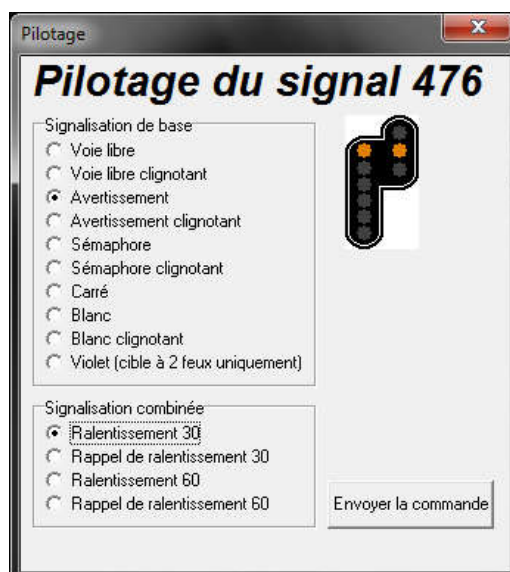 Pilotage
Pilotage du signal 476
Signalisation de base
Voie libre
Voie libre clignotant
Avertissement
Avertissement clignotant
Sémaphore
Sémaphore clignotant
Carré
Blanc
Blanc clignotant
Violet (cible à 2 feux uniquement)
Signalisation combinée
Ralentissement 30
Rappel de ralentissement 30
Ralentissement 60
Rappel de ralentissement 60
Envoyer la commande